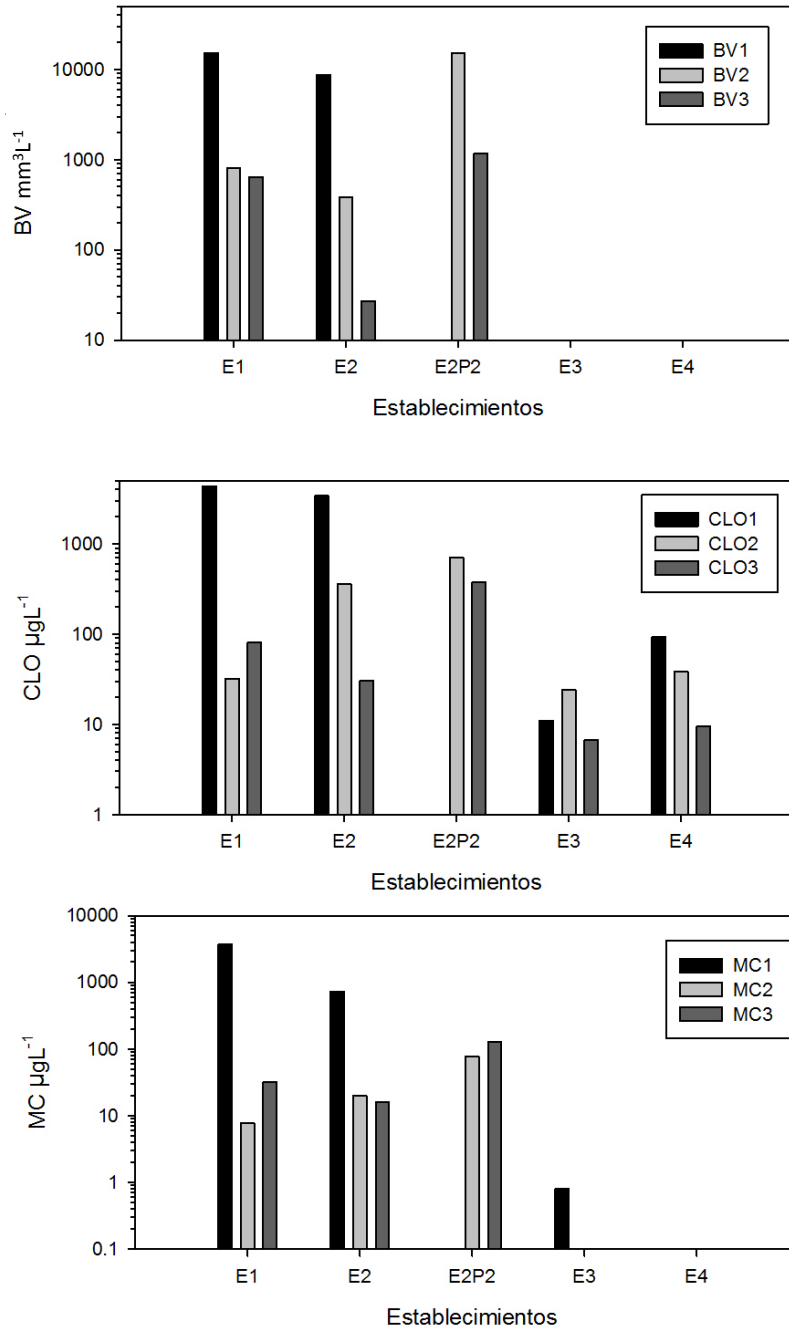 BV1
BV2
BV3
10000
1000
100
10
BV mm³L⁻¹
E1 E2 E2P2 E3 E4
Establecimientos
CLO1
CLO2
CLO3
1000
100
10
1
CLO µgL⁻¹
E1 E2 E2P2 E3 E4
Establecimientos
MC1
MC2
MC3
10000
1000
100
10
1
0.1
MC µgL⁻¹
E1 E2 E2P2 E3 E4
Establecimientos